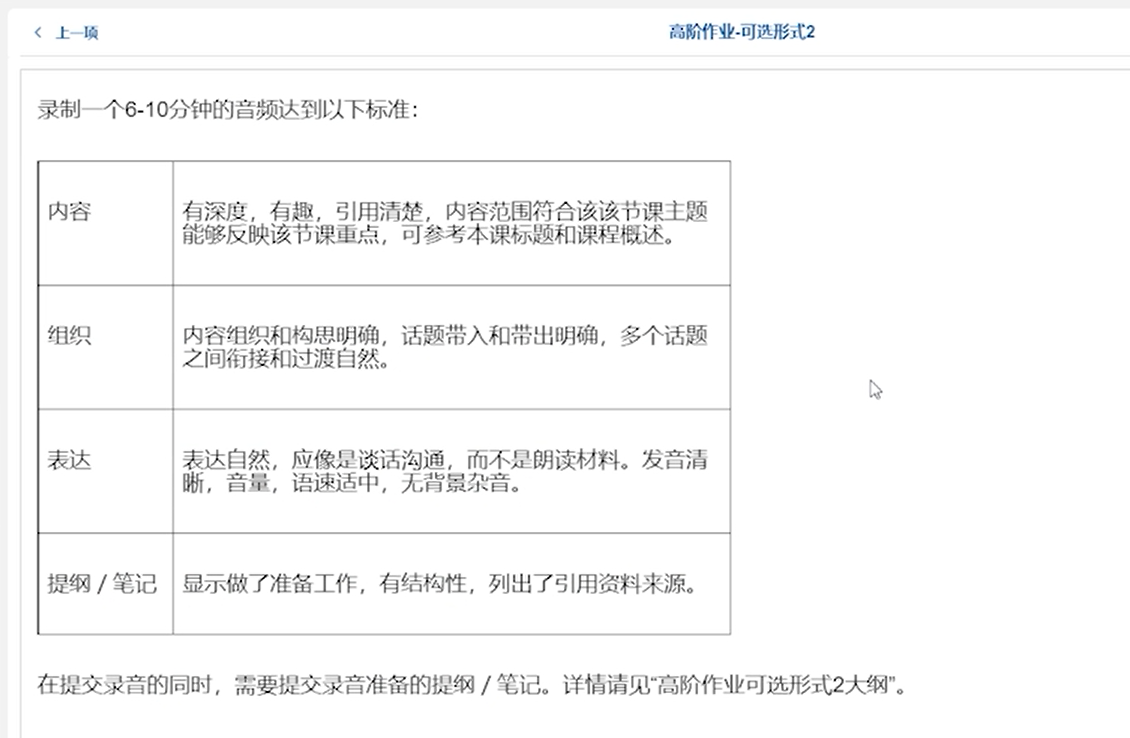 上一项
高阶作业-可选形式2
录制一个6-10分钟的音频达到以下标准：
内容
有深度，有趣，引用清楚，内容范围符合该该节课主题
能够反映该节课重点，可参考本课标题和课程概述。
组织
内容组织和构思明确，话题带入和带出明确，多个话题
之间衔接和过渡自然。
表达
表达自然，应像是谈话沟通，而不是朗读材料。发音清
晰，音量，语速适中，无背景杂音。
提纲 / 笔记
显示做了准备工作，有结构性，列出了引用资料来源。
在提交录音的同时，需要提交录音准备的提纲 / 笔记。详情请见“高阶作业可选形式2大纲”。